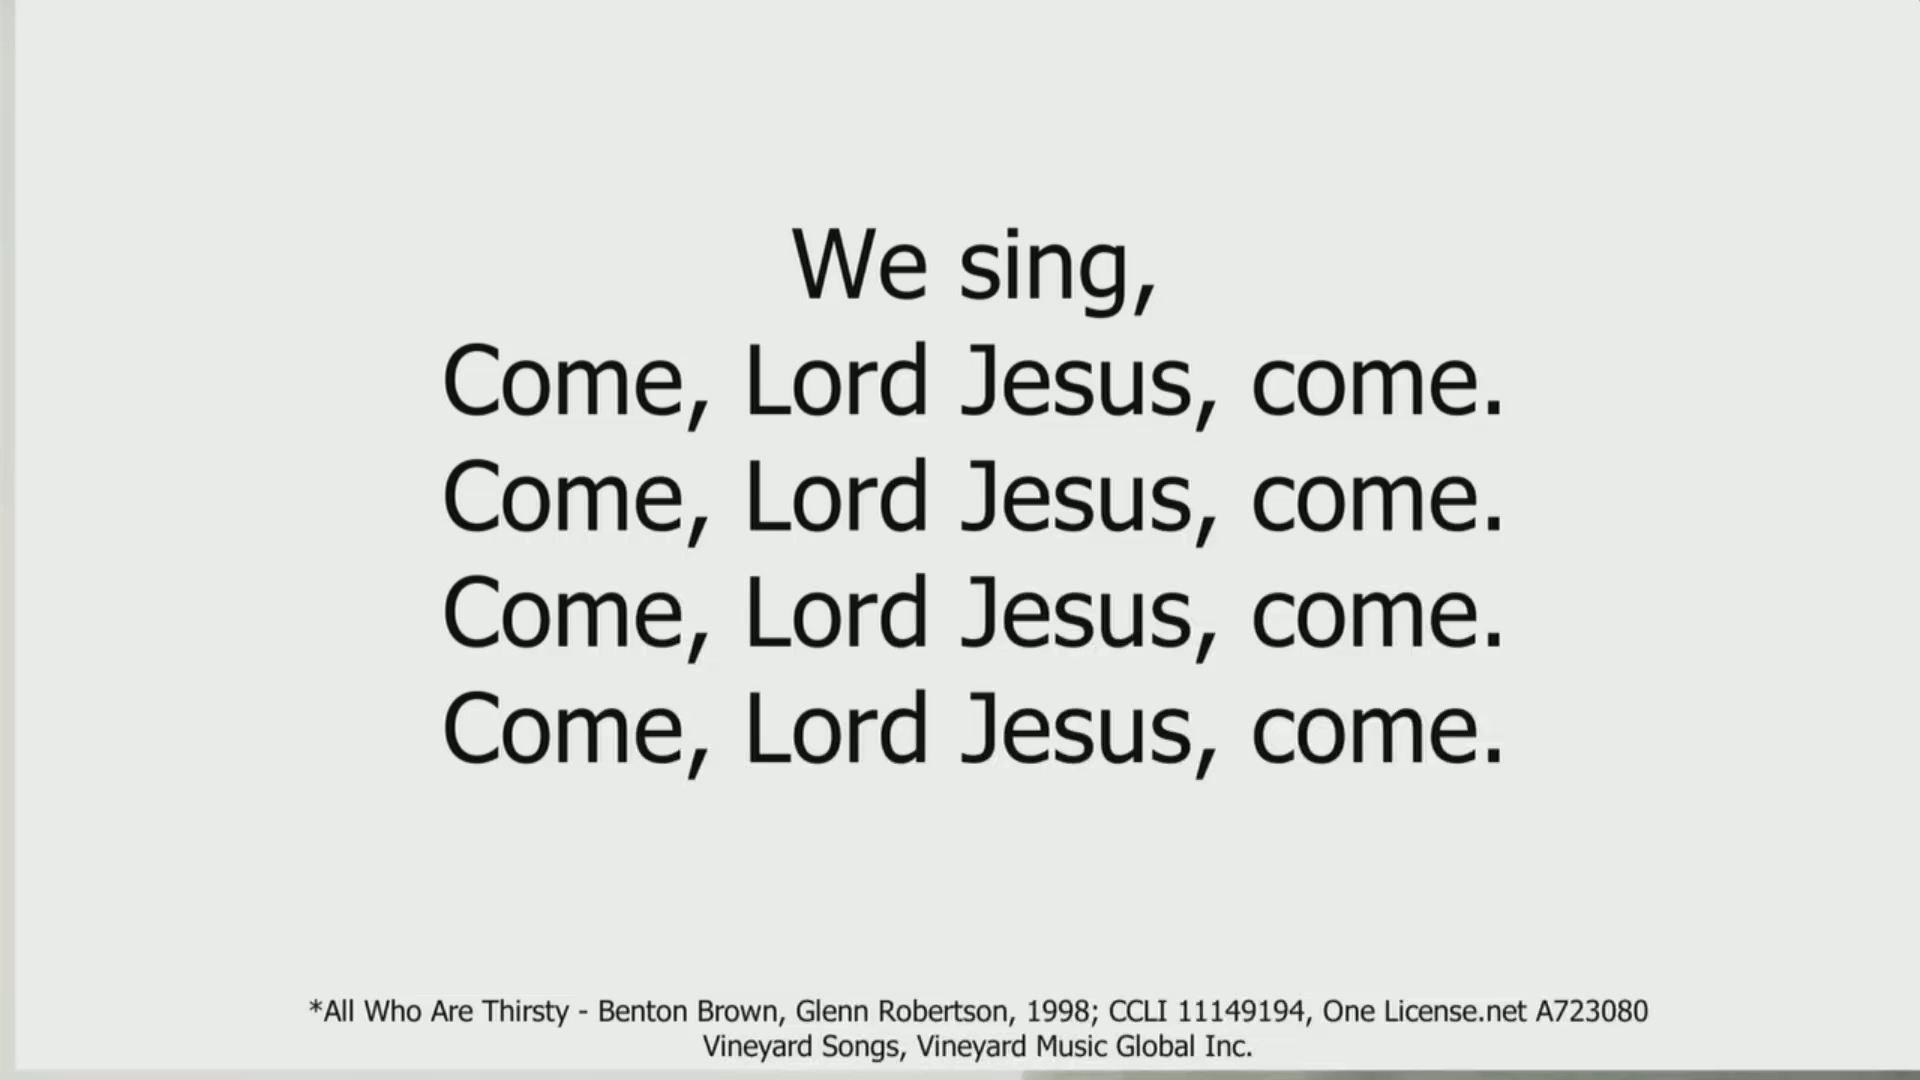 We sing,
Come, Lord Jesus, come.
Come, Lord Jesus, come.
Come, Lord Jesus, come.
Come, Lord Jesus, come.
*All Who Are Thirsty - Benton Brown, Glenn Robertson, 1998; CCLI 11149194, One License.net A723080
Vineyard Songs, Vineyard Music Global Inc.